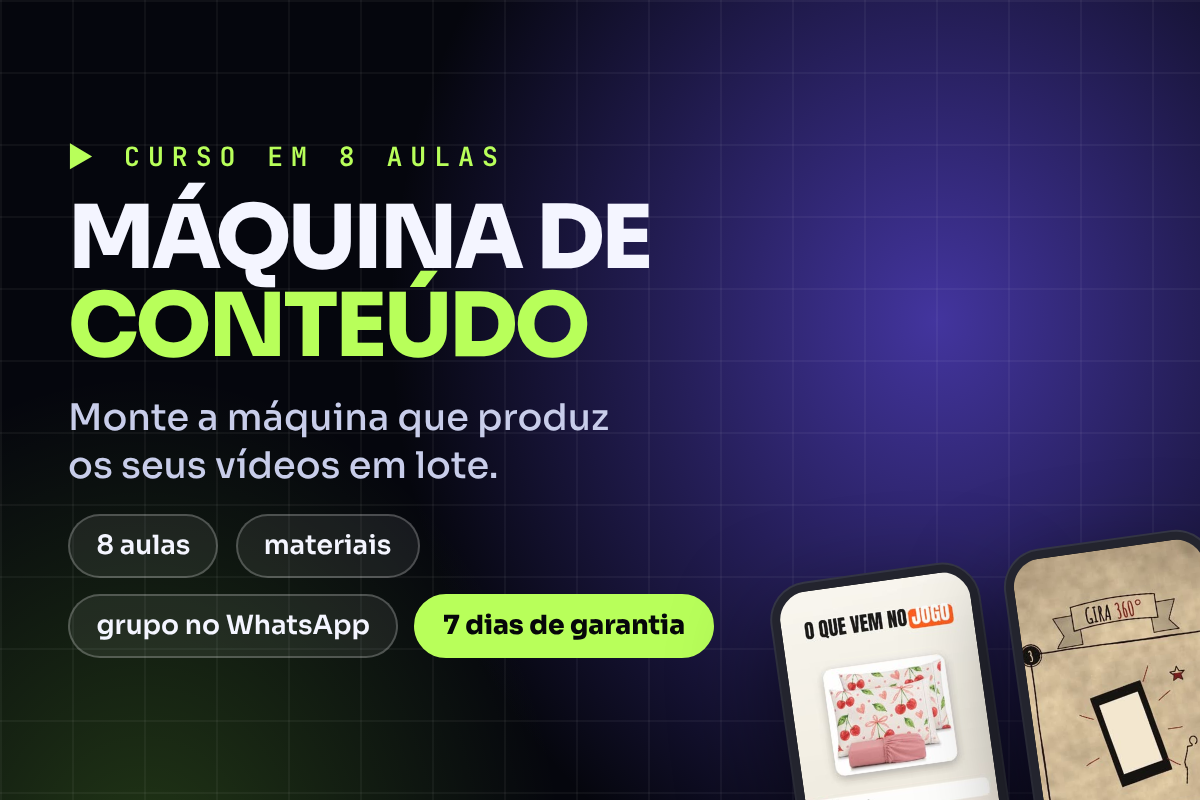 CURSO EM 8 AULAS
MÁQUINA DE
CONTEÚDO
Monte a máquina que produz
os seus vídeos em lote.
8 aulas
materiais
grupo no WhatsApp
7 dias de garantia
O QUE VEM NO JOGO
GIRA 360°
3